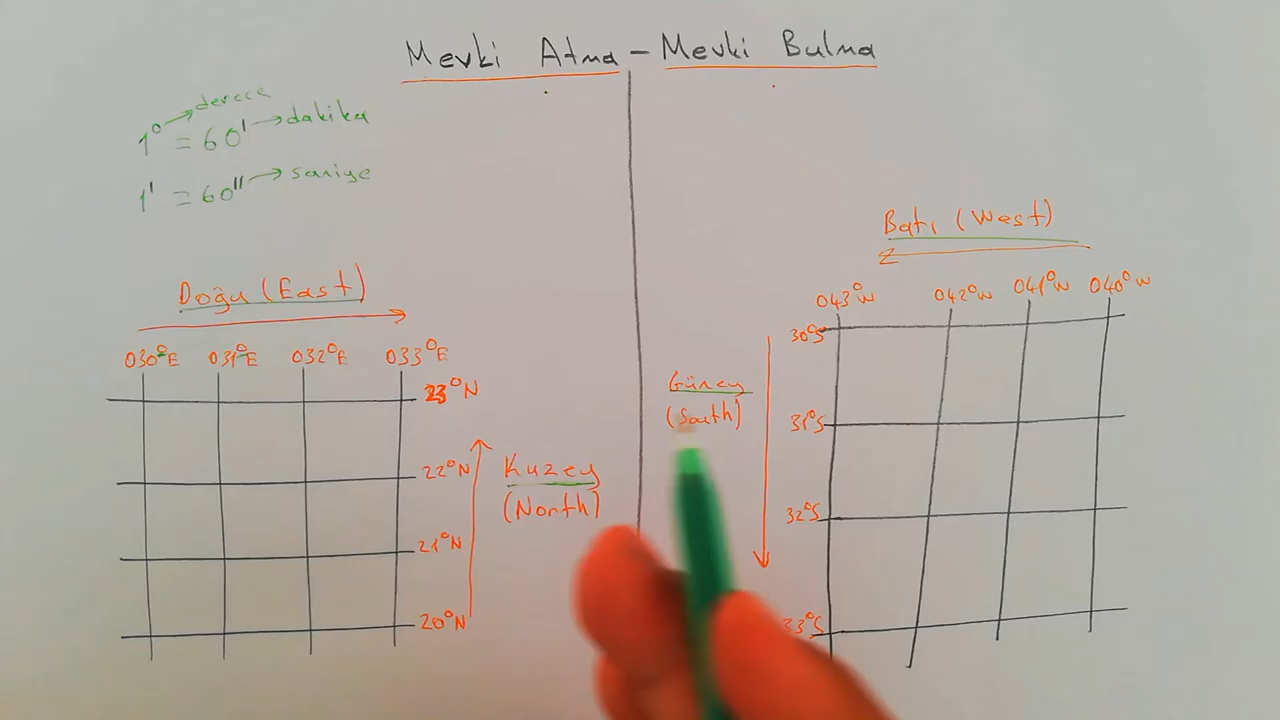 Mevki Atma - Mevki Bulma
1° = 60' → dakika
derece
1' = 60'' → saniye
Doğu (East)
030°E 031°E 032°E 033°E
23°N
22°N
21°N
20°N
Kuzey
(North)
Batı (West)
043°W 042°W 041°W 040°W
30°S
31°S
32°S
33°S
Güney
(South)